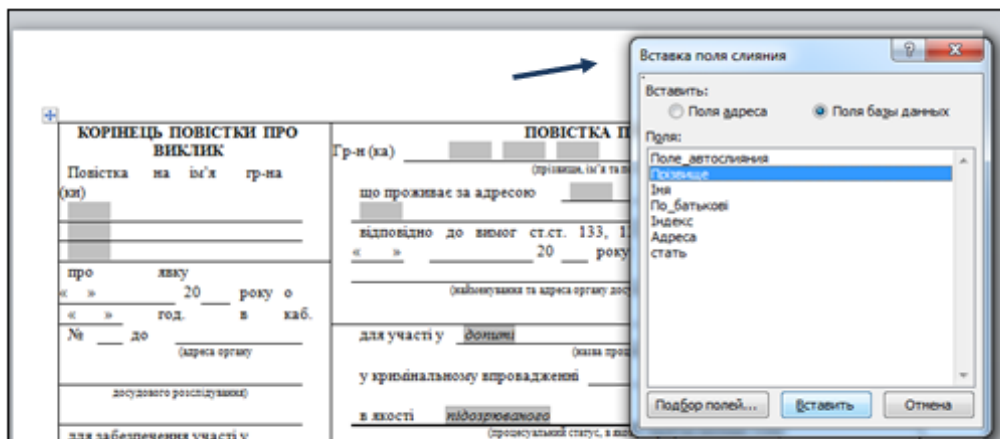 КОРІНЕЦЬ ПОВІСТКИ ПРО
ВИКЛИК
Повістка на ім'я гр-на
(ки)
про явку
« » 20 року о
« » год. в каб.
№ до
(адреса органу
досудового розслідування)
для забезпечення участі у
ПОВІСТКА П
Гр-н (ка)
(прізвище, ім'я та по
що проживає за адресою
відповідно до вимог ст.ст. 133, 1
« » 20 року
(найменування та адреса органу дос
для участі у допиті
(назва проц
у кримінальному впровадженні
в якості підозрюваного
(процесуальний статус, в яко
Вставка поля слияния
Вставить:
Поля адреса Поля базы данных
Поля:
Поле_автослияния
Прізвище
Імя
По_батькові
Індекс
Адреса
стать
Подбор полей... Вставить Отмена